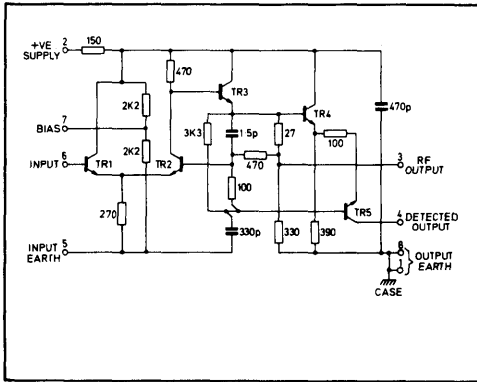 +VE 2
SUPPLY
150
470
TR3
TR4
470p
2K2
BIAS 7
3K3
1·5p
27
100
2K2
470
3
RF
OUTPUT
INPUT 6
TR1
TR2
100
TR5
4
DETECTED
OUTPUT
270
330p
330
390
INPUT 5
EARTH
8
1
OUTPUT
EARTH
CASE